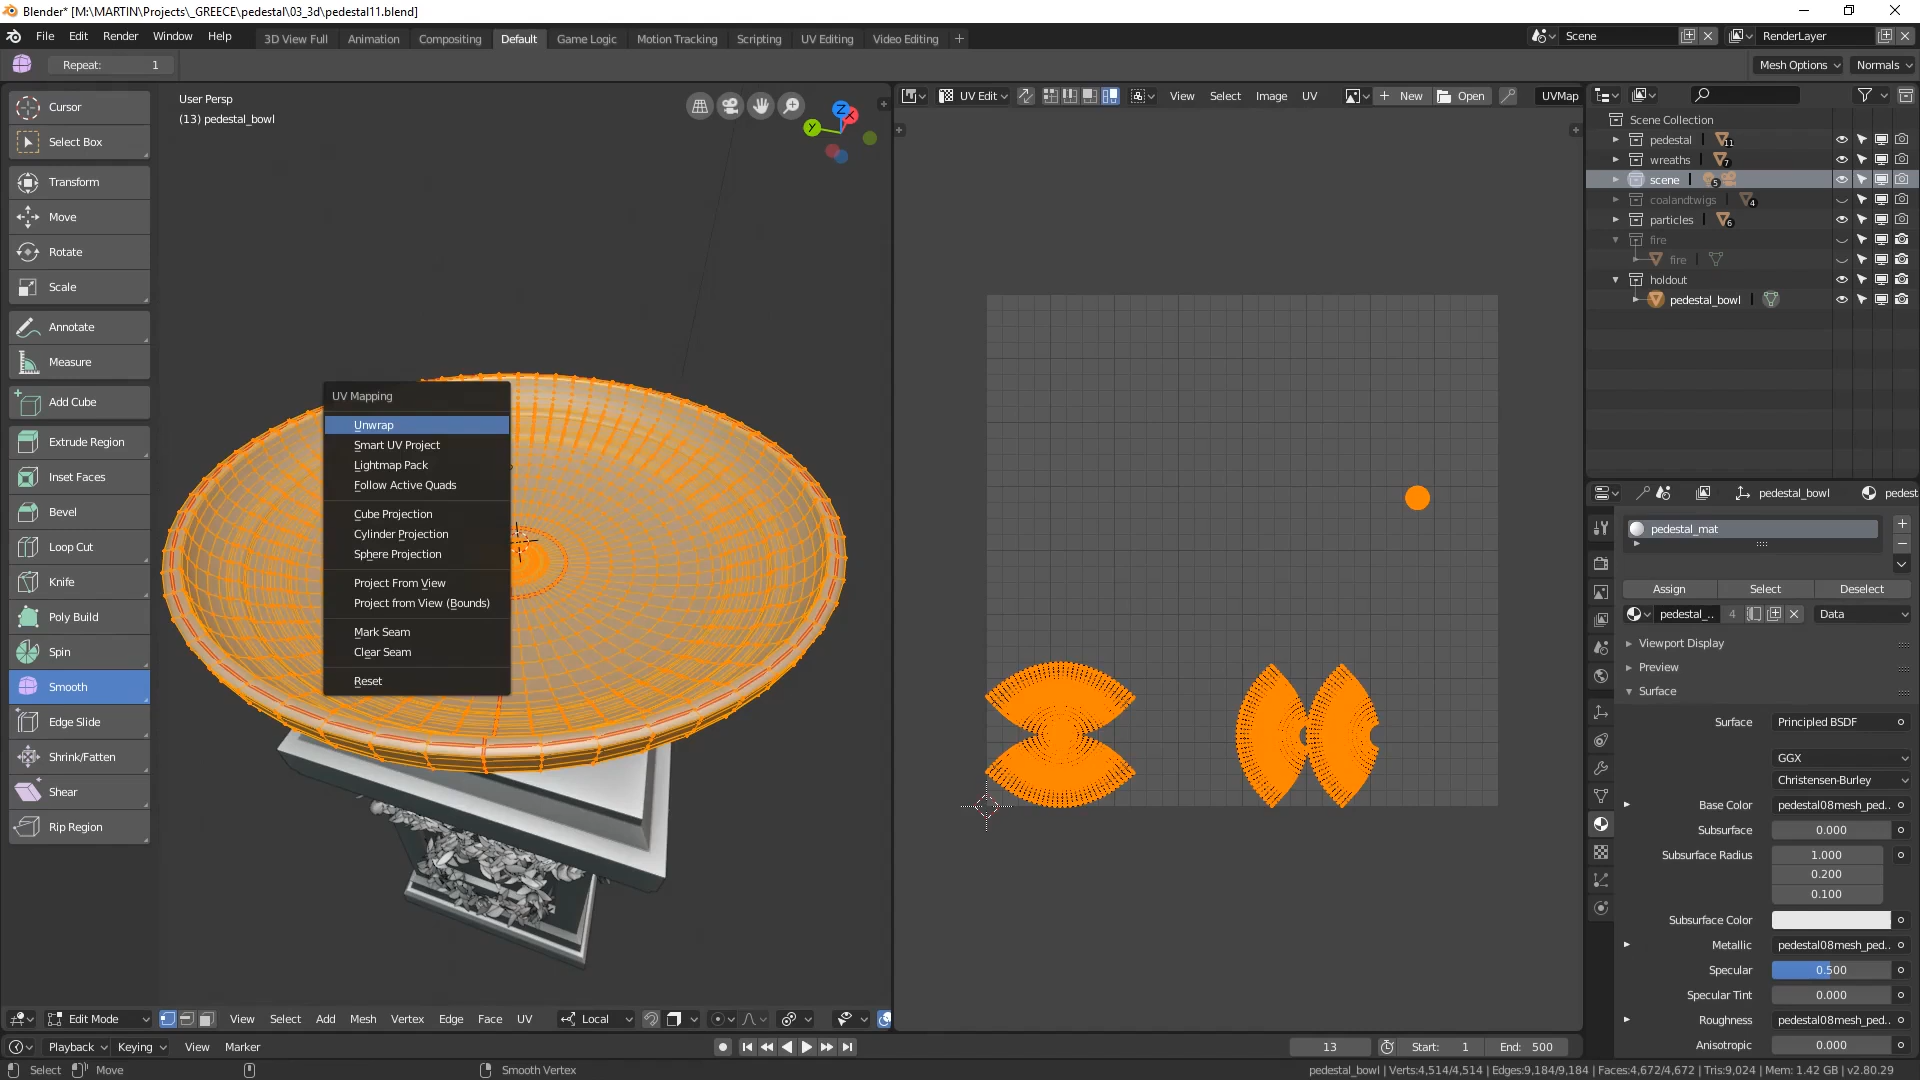 Blender* [M:\MARTIN\Projects\_GREECE\pedestal\03_3d\pedestal11.blend]
File Edit Render Window Help
3D View Full Animation Compositing Default Game Logic Motion Tracking Scripting UV Editing Video Editing +
Scene RenderLayer
Repeat: 1
Mesh Options Normals
Cursor
Select Box
Transform
Move
Rotate
Scale
Annotate
Measure
Add Cube
Extrude Region
Inset Faces
Bevel
Loop Cut
Knife
Poly Build
Spin
Smooth
Edge Slide
Shrink/Fatten
Shear
Rip Region
User Persp
(13) pedestal_bowl
Z
X
Y
UV Mapping
Unwrap
Smart UV Project
Lightmap Pack
Follow Active Quads
Cube Projection
Cylinder Projection
Sphere Projection
Project From View
Project from View (Bounds)
Mark Seam
Clear Seam
Reset
Edit Mode View Select Add Mesh Vertex Edge Face UV Local
UV Edit View Select Image UV + New Open UVMap
Scene Collection
pedestal 11
wreaths 7
scene 5
coalandtwigs 4
particles 6
fire
fire
holdout
pedestal_bowl
pedestal_bowl pedest
pedestal_mat
Assign Select Deselect
pedestal_.. 4 Data
Viewport Display
Preview
Surface
Surface Principled BSDF
GGX
Christensen-Burley
Base Color pedestal08mesh_ped..
Subsurface 0.000
Subsurface Radius 1.000
0.200
0.100
Subsurface Color
Metallic pedestal08mesh_ped..
Specular 0.500
Specular Tint 0.000
Roughness pedestal08mesh_ped..
Anisotropic 0.000
Playback Keying View Marker 13 Start: 1 End: 500
Select Move Smooth Vertex pedestal_bowl | Verts:4,514/4,514 | Edges:9,184/9,184 | Faces:4,672/4,672 | Tris:9,024 | Mem: 1.42 GB | v2.80.29